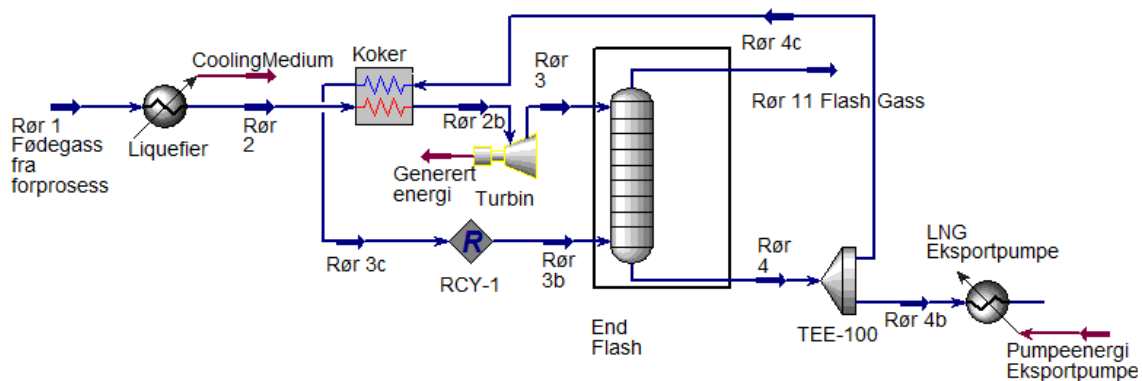 Rør 4c
CoolingMedium
Koker
Rør
3
Rør 11 Flash Gass
Rør 1
Fødegass
fra
forprosess
Liquefier
Rør
2
Rør 2b
Generert
energi
Turbin
Rør 3c
R
RCY-1
Rør
3b
End
Flash
Rør
4
TEE-100
Rør 4b
LNG
Eksportpumpe
Pumpeenergi
Eksportpumpe